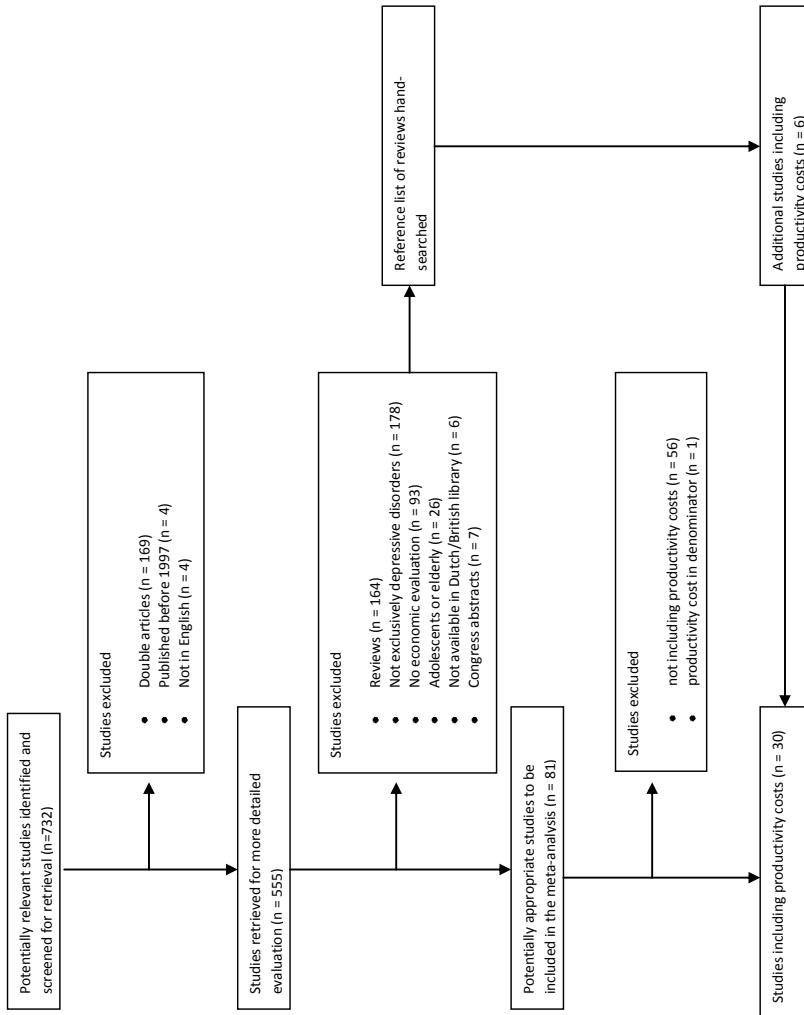 Potentially relevant studies identified and
screened for retrieval (n=732)
Studies excluded
● Double articles (n = 169)
● Published before 1997 (n = 4)
● Not in English (n = 4)
Studies retrieved for more detailed
evaluation (n = 555)
Studies excluded
● Reviews (n = 164)
● Not exclusively depressive disorders (n = 178)
● No economic evaluation (n = 93)
● Adolescents or elderly (n = 26)
● Not available in Dutch/British library (n = 6)
● Congress abstracts (n = 7)
Reference list of reviews hand-
searched
Potentially appropriate studies to be
included in the meta-analysis (n = 81)
Studies excluded
● not including productivity costs (n = 56)
● productivity cost in denominator (n = 1)
Additional studies including
productivity costs (n = 6)
Studies including productivity costs (n = 30)